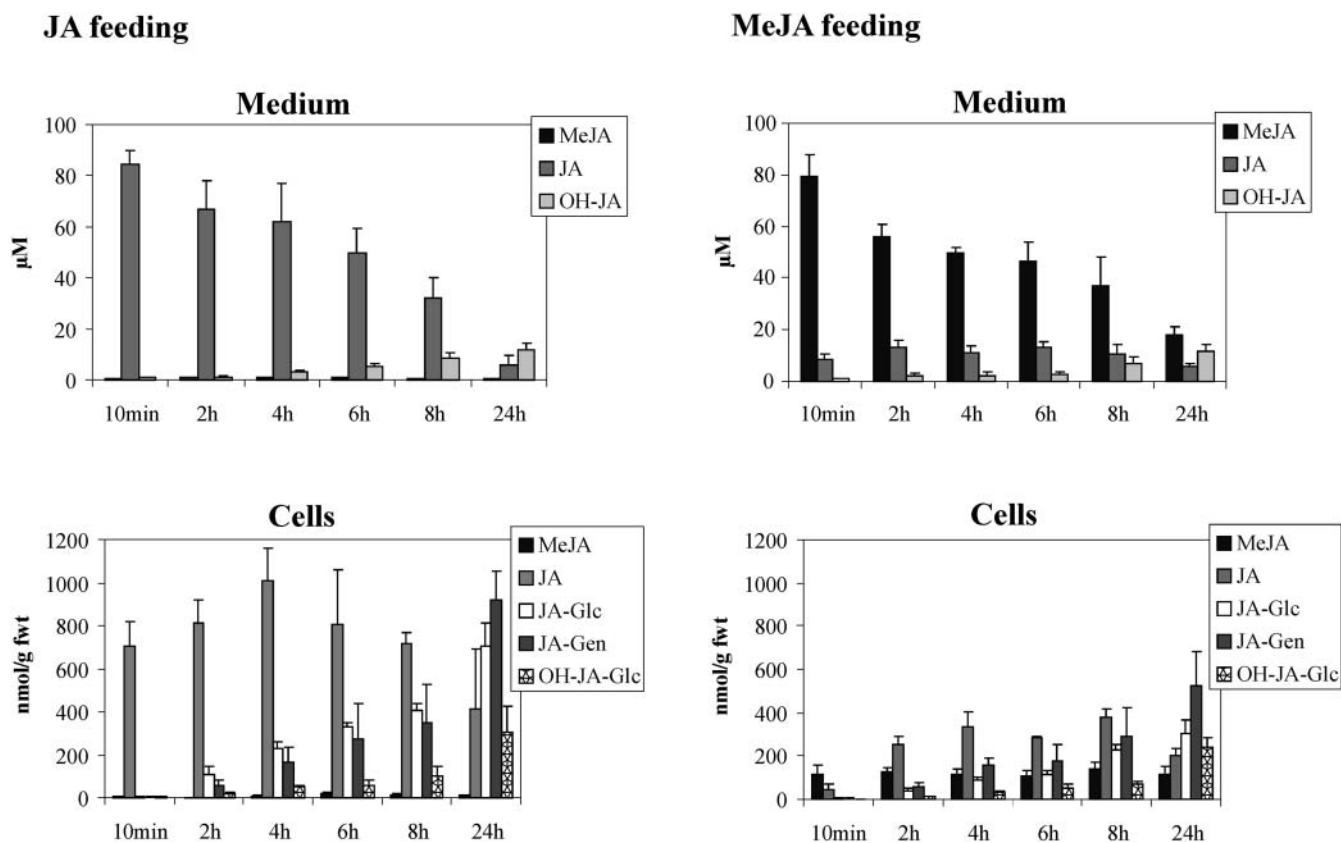 JA feeding
MeJA feeding
Medium
100
80
60
40
20
0
µM
MeJA
JA
OH-JA
10min 2h 4h 6h 8h 24h
Medium
100
80
60
40
20
0
µM
MeJA
JA
OH-JA
10min 2h 4h 6h 8h 24h
Cells
1200
1000
800
600
400
200
0
nmol/g fwt
MeJA
JA
JA-Glc
JA-Gen
OH-JA-Glc
10min 2h 4h 6h 8h 24h
Cells
1200
1000
800
600
400
200
0
nmol/g fwt
MeJA
JA
JA-Glc
JA-Gen
OH-JA-Glc
10min 2h 4h 6h 8h 24h